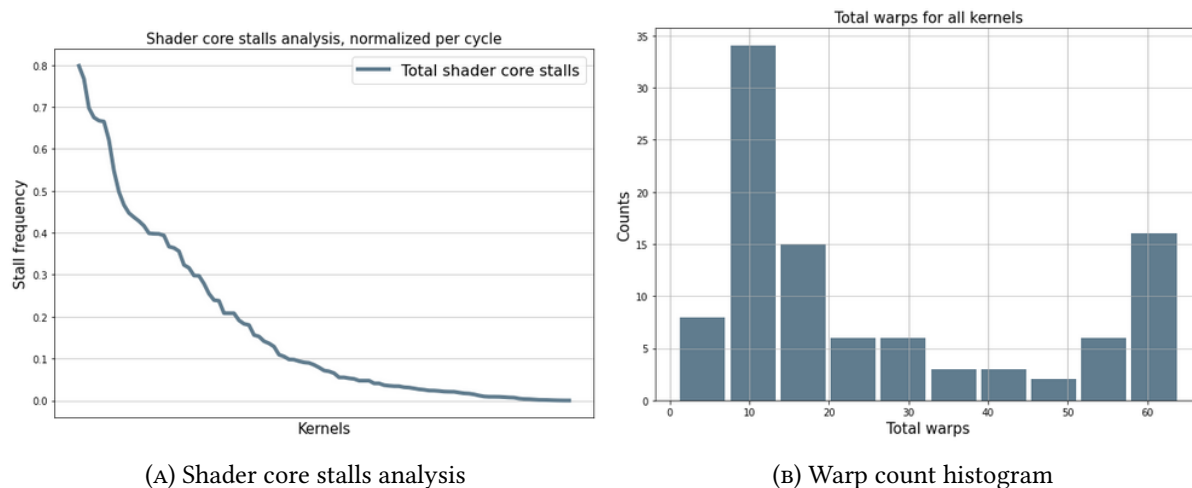 Shader core stalls analysis, normalized per cycle
Total shader core stalls
0.8
0.7
0.6
0.5
0.4
0.3
0.2
0.1
0.0
Stall frequency
Kernels
(A) Shader core stalls analysis
Total warps for all kernels
35
30
25
20
15
10
5
0
Counts
0 10 20 30 40 50 60
Total warps
(B) Warp count histogram